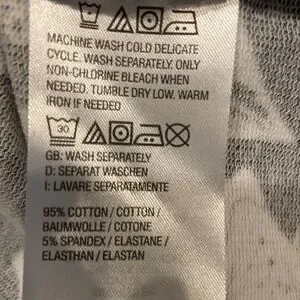 MACHINE WASH COLD DELICATE
CYCLE. WASH SEPARATELY. ONLY
NON-CHLORINE BLEACH WHEN
NEEDED. TUMBLE DRY LOW. WARM
IRON IF NEEDED
30
GB: WASH SEPARATELY
D: SEPARAT WASCHEN
I: LAVARE SEPARATAMENTE
95% COTTON / COTTON /
BAUMWOLLE / COTONE
5% SPANDEX / ELASTANE /
ELASTHAN / ELASTAN